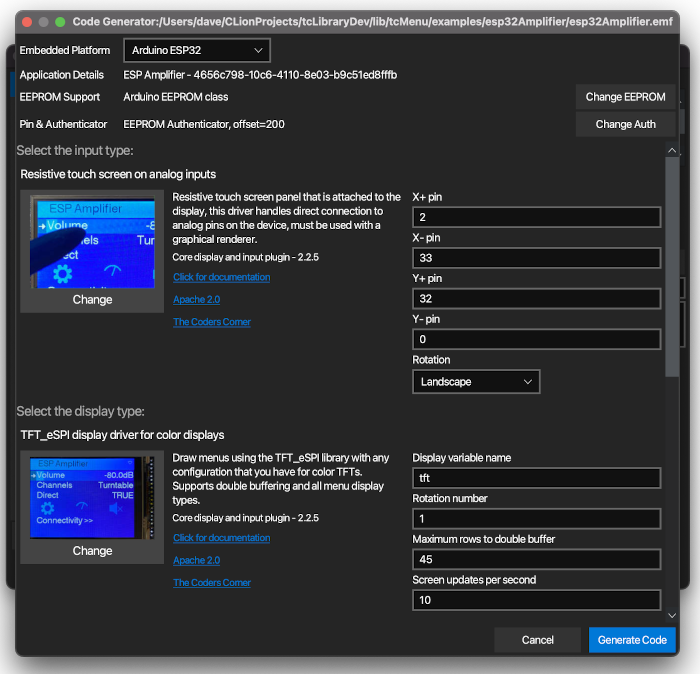 Code Generator:/Users/dave/CLionProjects/tcLibraryDev/lib/tcMenu/examples/esp32Amplifier/esp32Amplifier.emf
Embedded Platform
Arduino ESP32
Application Details
ESP Amplifier - 4656c798-10c6-4110-8e03-b9c51ed8fffb
EEPROM Support
Arduino EEPROM class
Change EEPROM
Pin & Authenticator
EEPROM Authenticator, offset=200
Change Auth
Select the input type:
Resistive touch screen on analog inputs
ESP Amplifier
Volume
Change
Resistive touch screen panel that is attached to the
display, this driver handles direct connection to
analog pins on the device, must be used with a
graphical renderer.
Core display and input plugin - 2.2.5
Click for documentation
Apache 2.0
The Coders Corner
X+ pin
2
X- pin
33
Y+ pin
32
Y- pin
0
Rotation
Landscape
Select the display type:
TFT_eSPI display driver for color displays
ESP Amplifier
Volume -80.0dB
Channels Turntable
Direct TRUE
Connectivity >>
Change
Draw menus using the TFT_eSPI library with any
configuration that you have for color TFTs.
Supports double buffering and all menu display
types.
Core display and input plugin - 2.2.5
Click for documentation
Apache 2.0
The Coders Corner
Display variable name
tft
Rotation number
1
Maximum rows to double buffer
45
Screen updates per second
10
Cancel
Generate Code